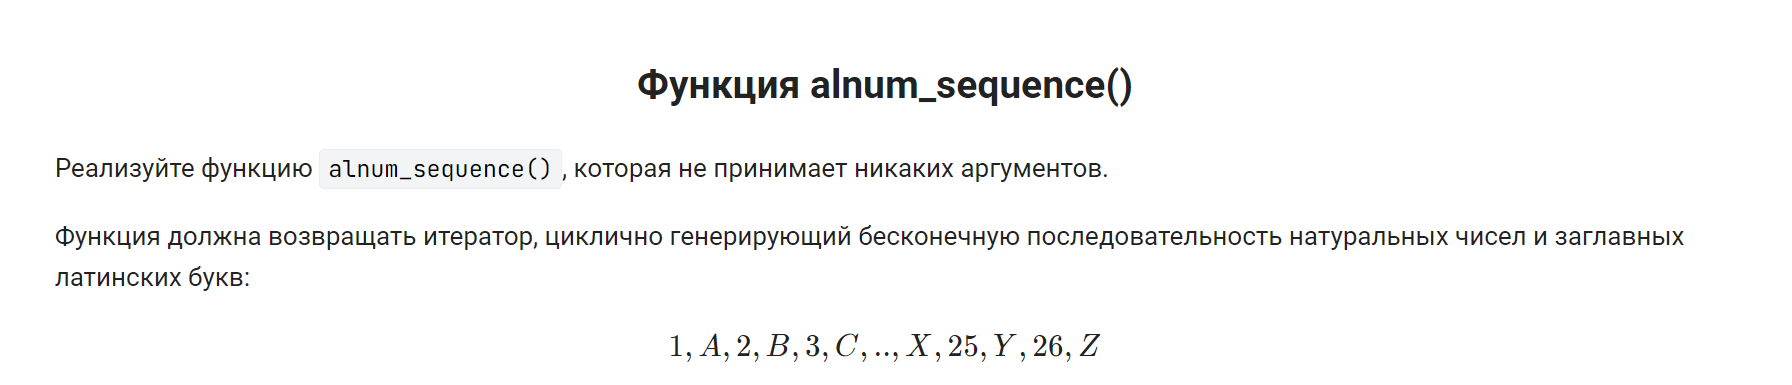 Функция alnum_sequence()
Реализуйте функцию alnum_sequence() , которая не принимает никаких аргументов.
Функция должна возвращать итератор, циклично генерирующий бесконечную последовательность натуральных чисел и заглавных
латинских букв:
1, A, 2, B, 3, C, .., X, 25, Y, 26, Z